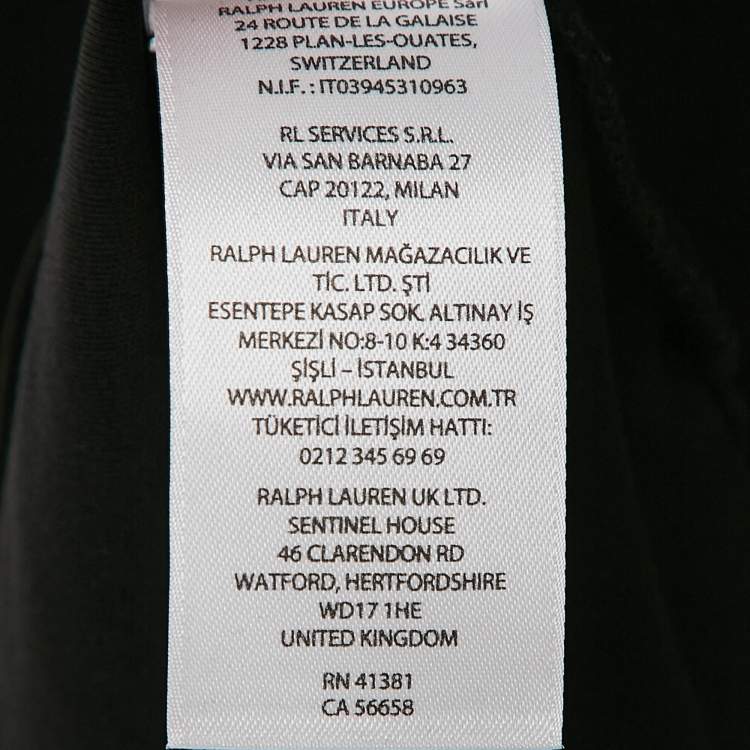 RALPH LAUREN EUROPE Sàrl
24 ROUTE DE LA GALAISE
1228 PLAN-LES-OUATES,
SWITZERLAND
N.I.F. : IT03945310963
RL SERVICES S.R.L.
VIA SAN BARNABA 27
CAP 20122, MILAN
ITALY
RALPH LAUREN MAĞAZACILIK VE
TİC. LTD. ŞTİ
ESENTEPE KASAP SOK. ALTINAY İŞ
MERKEZİ NO:8-10 K:4 34360
ŞİŞLİ – İSTANBUL
WWW.RALPHLAUREN.COM.TR
TÜKETİCİ İLETİŞİM HATTI:
0212 345 69 69
RALPH LAUREN UK LTD.
SENTINEL HOUSE
46 CLARENDON RD
WATFORD, HERTFORDSHIRE
WD17 1HE
UNITED KINGDOM
RN 41381
CA 56658